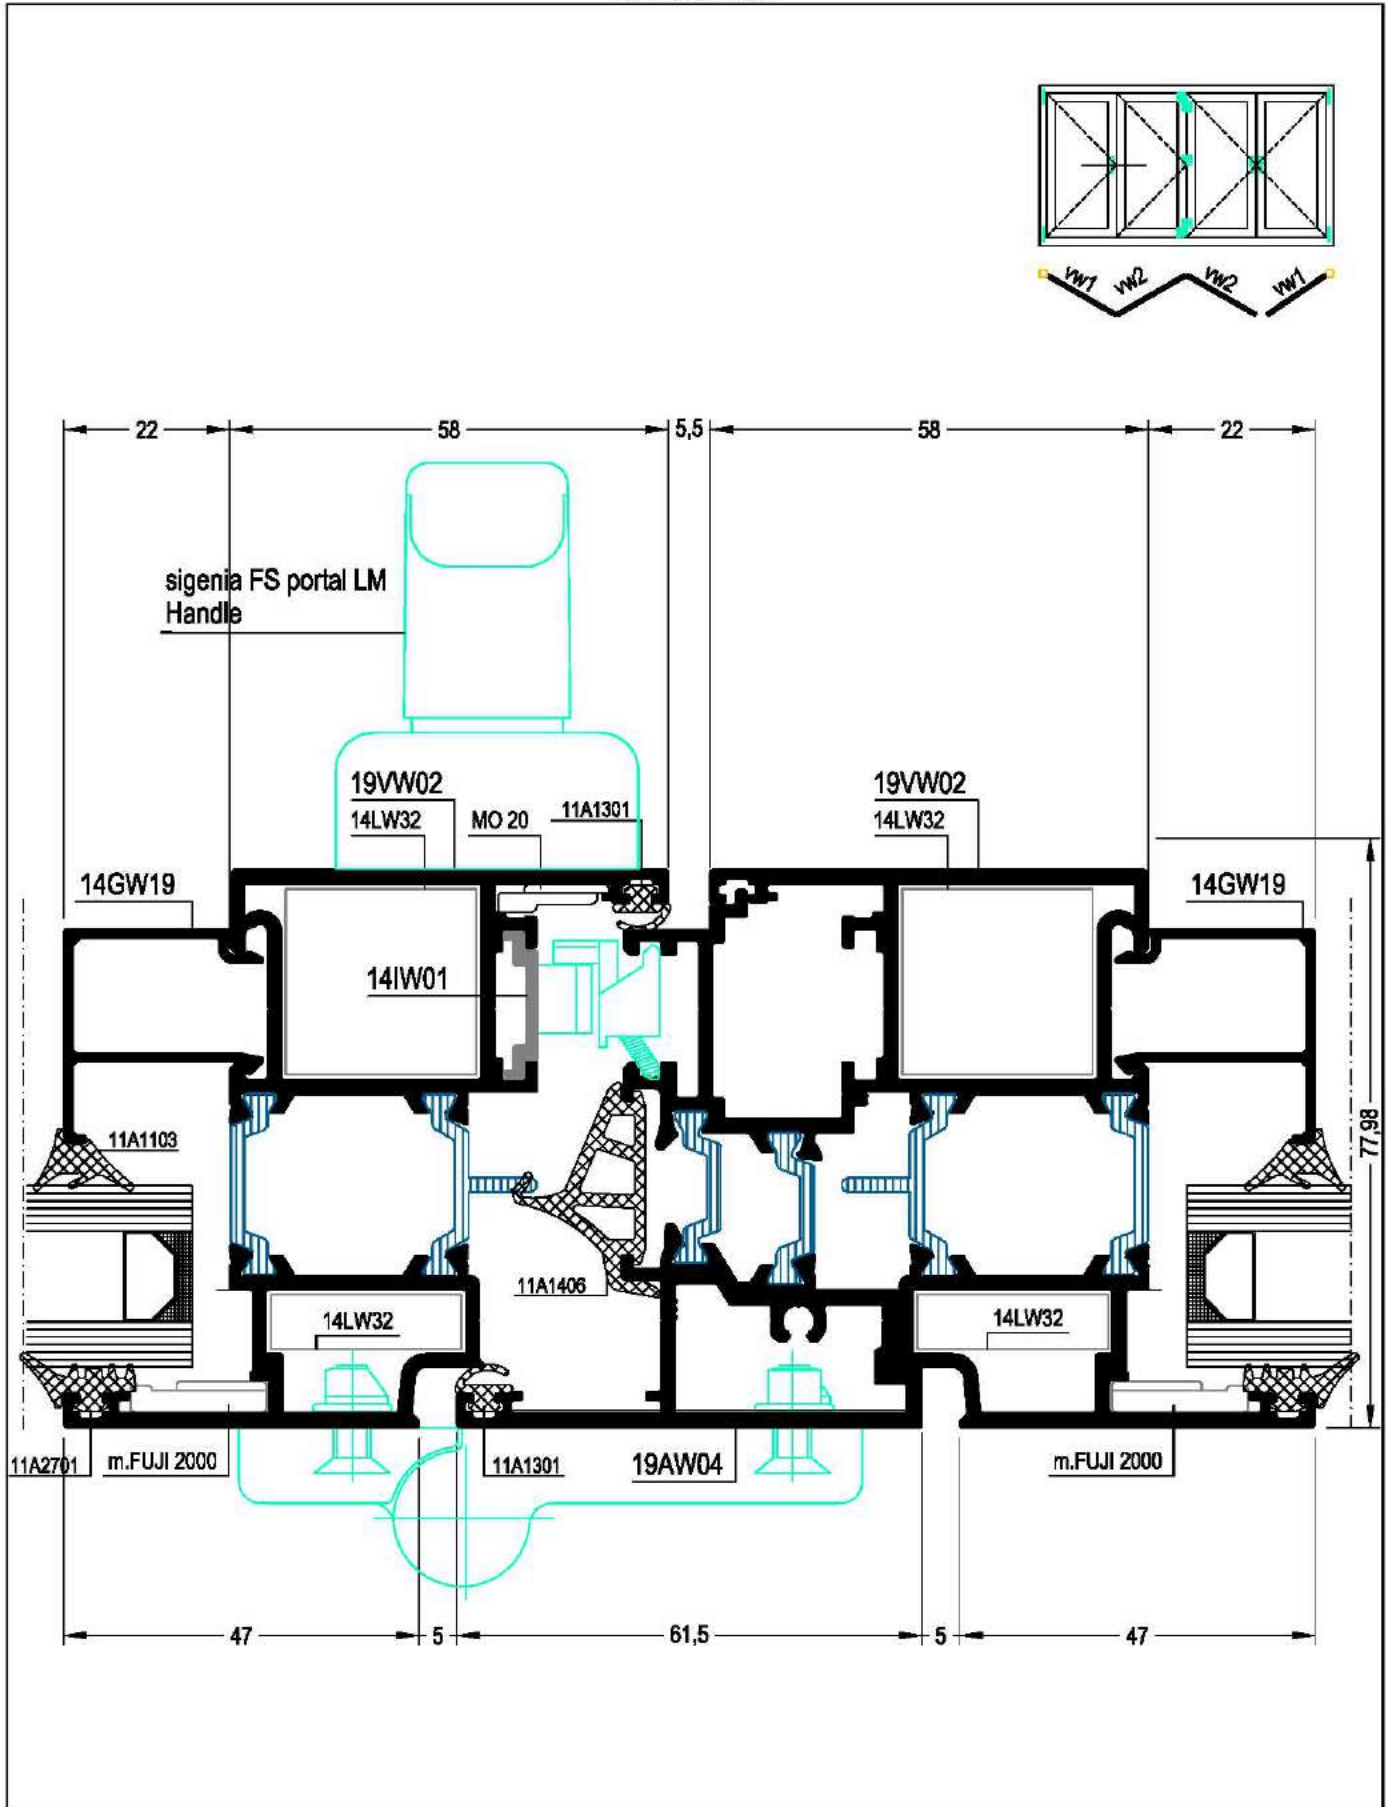 vw1
vw2
vw2
vw1
22
58
5,5
58
22
sigenia FS portal LM
Handle
19VW02
19VW02
14LW32
MO 20
11A1301
14LW32
14GW19
14GW19
14IW01
77,98
11A1103
11A1406
14LW32
14LW32
11A2701
m.FUJI 2000
11A1301
19AW04
m.FUJI 2000
47
5
61,5
5
47